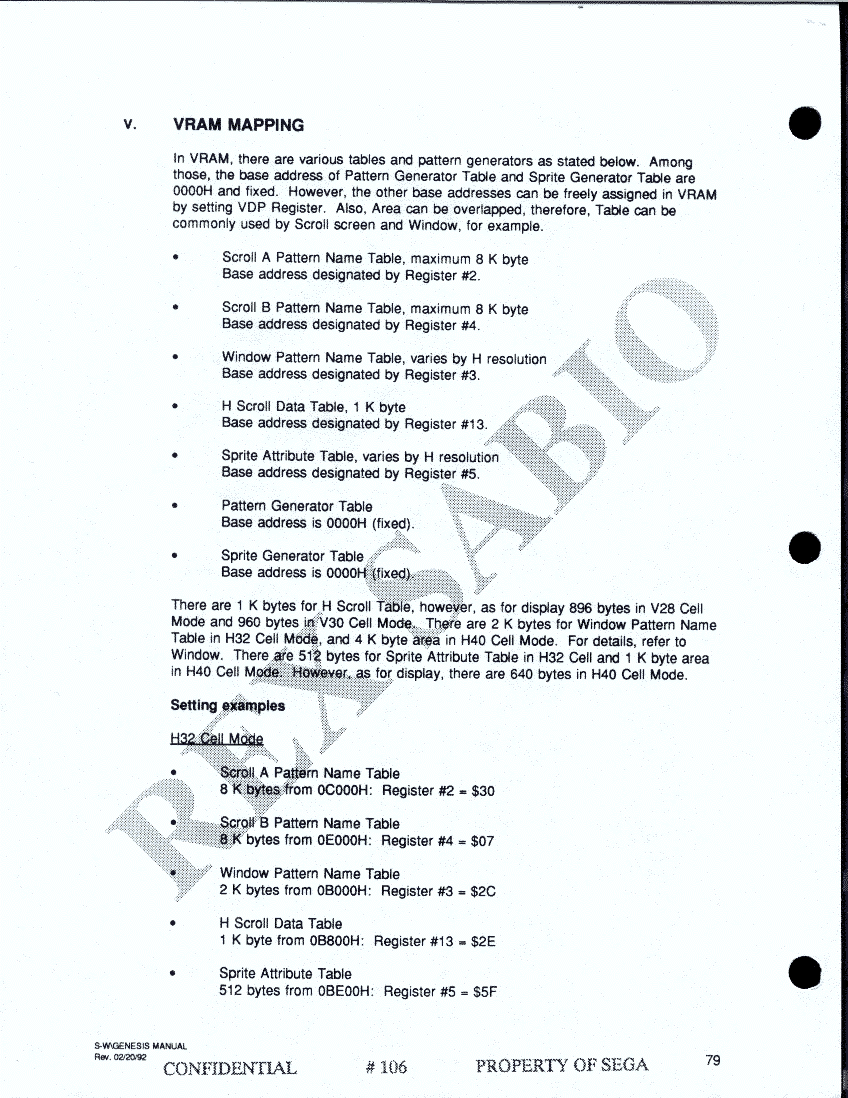 V. VRAM MAPPING
In VRAM, there are various tables and pattern generators as stated below. Among
those, the base address of Pattern Generator Table and Sprite Generator Table are
0000H and fixed. However, the other base addresses can be freely assigned in VRAM
by setting VDP Register. Also, Area can be overlapped, therefore, Table can be
commonly used by Scroll screen and Window, for example.
• Scroll A Pattern Name Table, maximum 8 K byte
Base address designated by Register #2.
• Scroll B Pattern Name Table, maximum 8 K byte
Base address designated by Register #4.
• Window Pattern Name Table, varies by H resolution
Base address designated by Register #3.
• H Scroll Data Table, 1 K byte
Base address designated by Register #13.
• Sprite Attribute Table, varies by H resolution
Base address designated by Register #5.
• Pattern Generator Table
Base address is 0000H (fixed).
• Sprite Generator Table
Base address is 0000H (fixed).
There are 1 K bytes for H Scroll Table, however, as for display 896 bytes in V28 Cell
Mode and 960 bytes in V30 Cell Mode. There are 2 K bytes for Window Pattern Name
Table in H32 Cell Mode, and 4 K byte area in H40 Cell Mode. For details, refer to
Window. There are 512 bytes for Sprite Attribute Table in H32 Cell and 1 K byte area
in H40 Cell Mode. However, as for display, there are 640 bytes in H40 Cell Mode.
Setting examples
H32 Cell Mode
• Scroll A Pattern Name Table
8 K bytes from 0C000H: Register #2 = $30
• Scroll B Pattern Name Table
8 K bytes from 0E000H: Register #4 = $07
• Window Pattern Name Table
2 K bytes from 0B000H: Register #3 = $2C
• H Scroll Data Table
1 K byte from 0B800H: Register #13 = $2E
• Sprite Attribute Table
512 bytes from 0BE00H: Register #5 = $5F
REX SABIO
S-W\GENESIS MANUAL
Rev. 02/20/92
CONFIDENTIAL # 106 PROPERTY OF SEGA 79